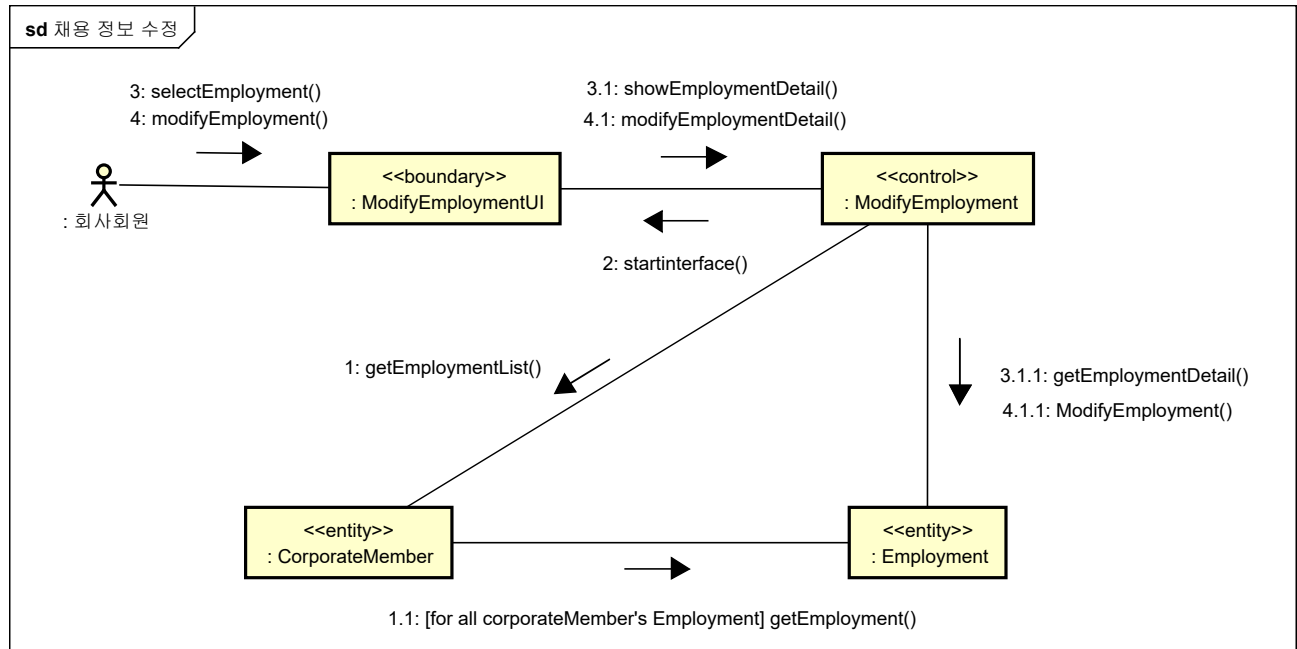 sd 채용 정보 수정
3: selectEmployment()
4: modifyEmployment()
3.1: showEmploymentDetail()
4.1: modifyEmploymentDetail()
: 회사회원
<<boundary>>
: ModifyEmploymentUI
<<control>>
: ModifyEmployment
2: startinterface()
1: getEmploymentList()
3.1.1: getEmploymentDetail()
4.1.1: ModifyEmployment()
<<entity>>
: CorporateMember
<<entity>>
: Employment
1.1: [for all corporateMember's Employment] getEmployment()